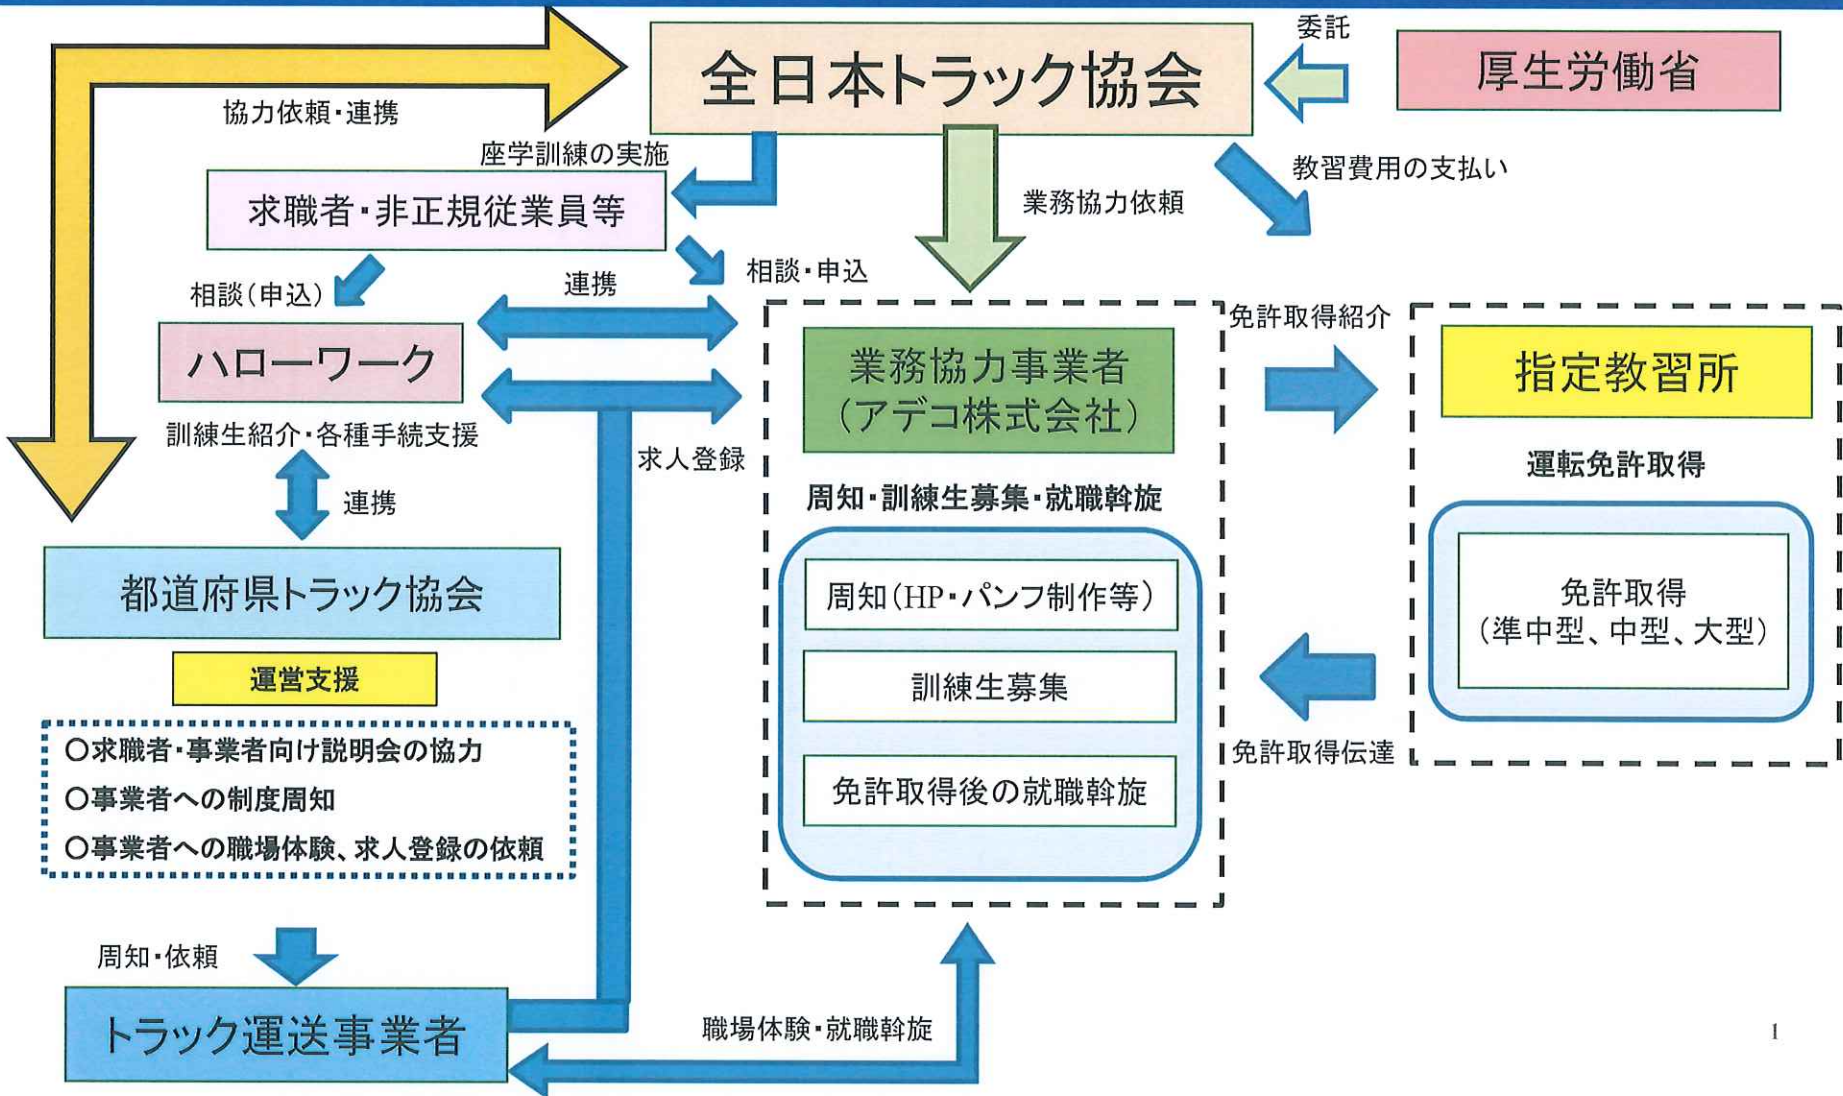 委託
全日本トラック協会
厚生労働省
協力依頼・連携
座学訓練の実施
教習費用の支払い
求職者・非正規従業員等
業務協力依頼
相談・申込
連携
相談(申込)
免許取得紹介
ハローワーク
業務協力事業者
(アデコ株式会社)
指定教習所
訓練生紹介・各種手続支援
求人登録
運転免許取得
連携
周知・訓練生募集・就職斡旋
都道府県トラック協会
周知(HP・パンフ制作等)
免許取得
(準中型、中型、大型)
運営支援
訓練生募集
○求職者・事業者向け説明会の協力
免許取得伝達
○事業者への制度周知
免許取得後の就職斡旋
○事業者への職場体験、求人登録の依頼
周知・依頼
トラック運送事業者
職場体験・就職斡旋
1